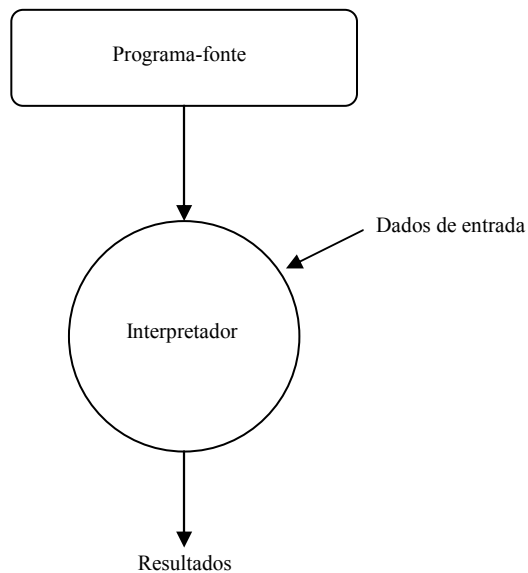 Programa-fonte
Dados de entrada
Interpretador
Resultados